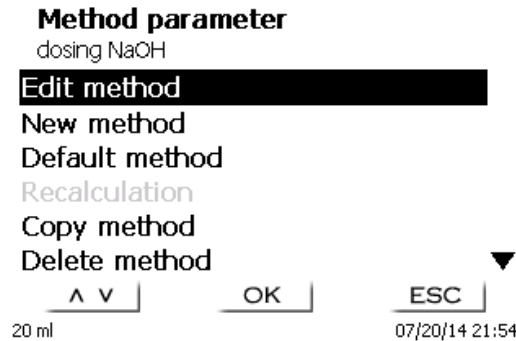 Method parameter
dosing NaOH
Edit method
New method
Default method
Recalculation
Copy method
Delete method
∧ ∨ OK ESC
20 ml 07/20/14 21:54